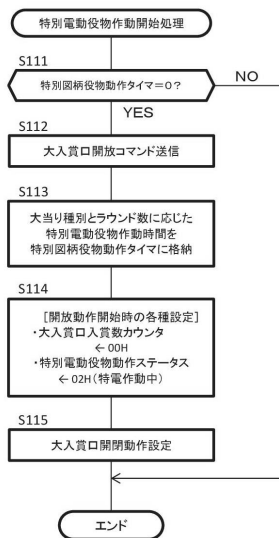 特別電動役物作動開始処理
S111
特別図柄役物動作タイマ=0?
NO
YES
S112
大入賞口開放コマンド送信
S113
大当り種別とラウンド数に応じた
特別電動役物作動時間を
特別図柄役物動作タイマに格納
S114
[開放動作開始時の各種設定]
・大入賞口入賞数カウンタ
←00H
・特別電動役物動作ステータス
←02H(特電作動中)
S115
大入賞口開閉動作設定
エンド